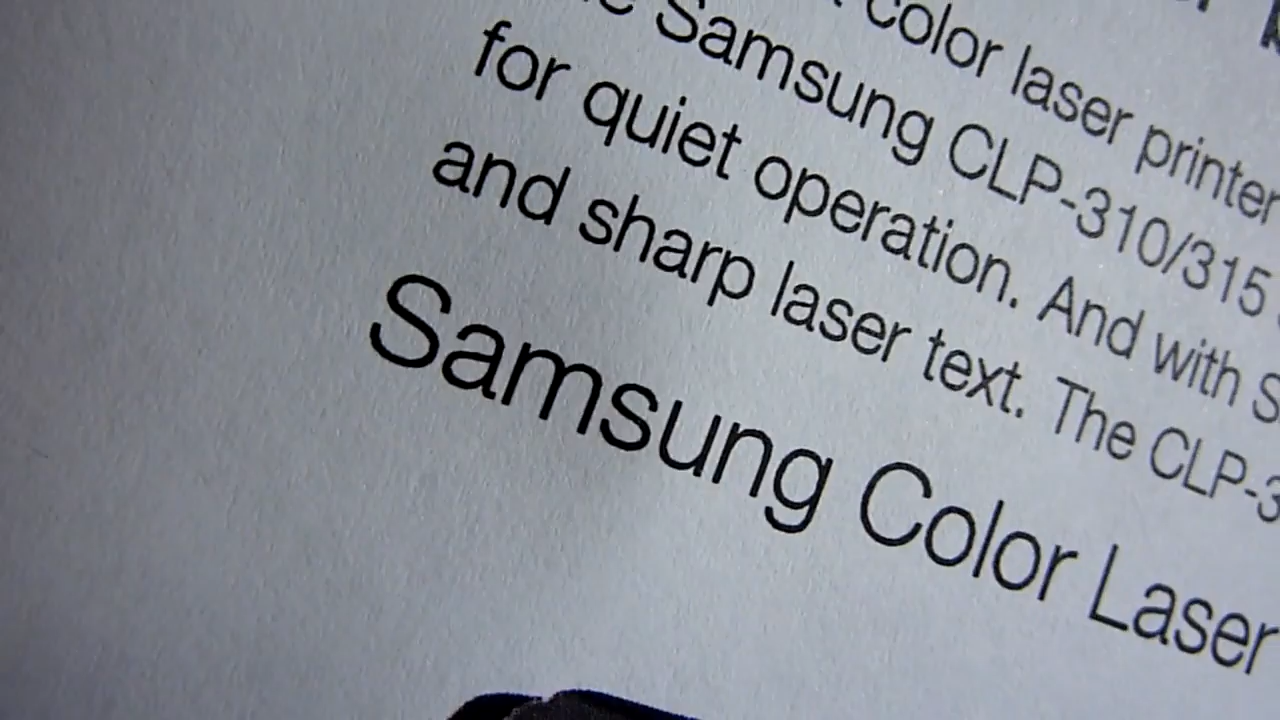 color laser printer
Samsung CLP-310/315
for quiet operation. And with S
and sharp laser text. The CLP-3
Samsung Color Laser